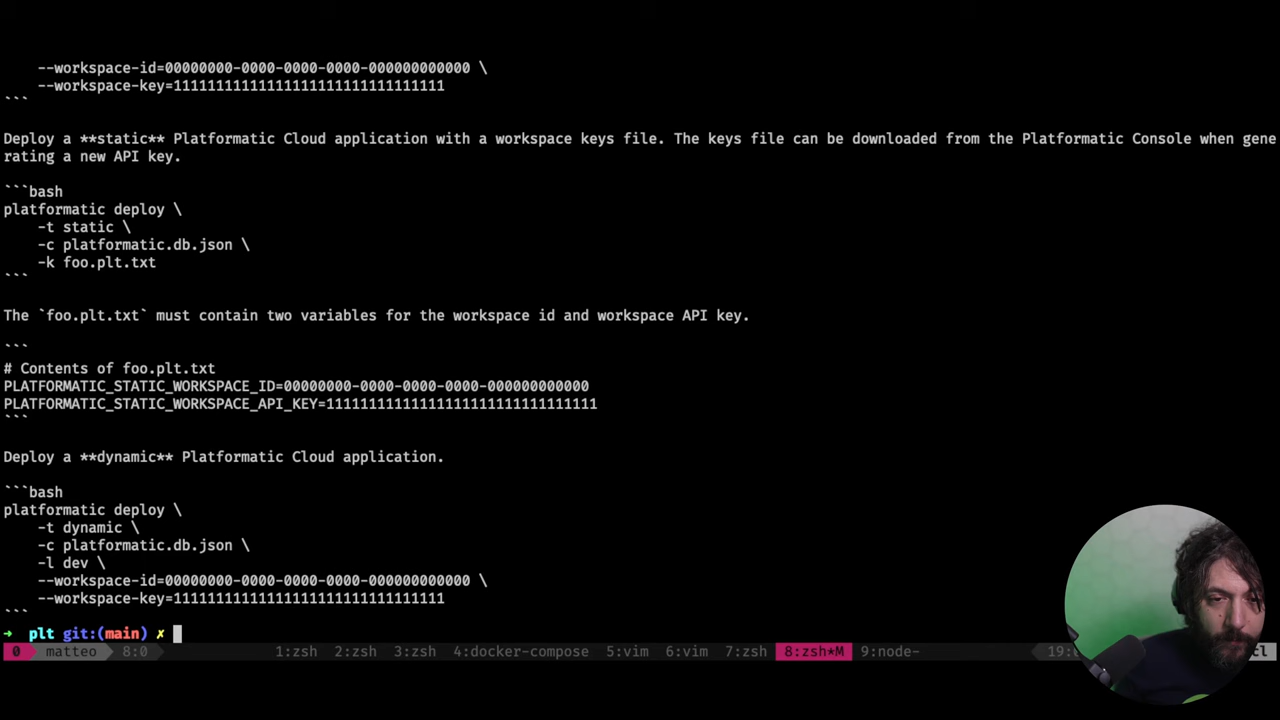 --workspace-id=00000000-0000-0000-0000-000000000000 \
    --workspace-key=11111111111111111111111111111111
```
Deploy a **static** Platformatic Cloud application with a workspace keys file. The keys file can be downloaded from the Platformatic Console when gene
rating a new API key.
```bash
platformatic deploy \
    -t static \
    -c platformatic.db.json \
    -k foo.plt.txt
```
The `foo.plt.txt` must contain two variables for the workspace id and workspace API key.
```
# Contents of foo.plt.txt
PLATFORMATIC_STATIC_WORKSPACE_ID=00000000-0000-0000-0000-000000000000
PLATFORMATIC_STATIC_WORKSPACE_API_KEY=11111111111111111111111111111111
```
Deploy a **dynamic** Platformatic Cloud application.
```bash
platformatic deploy \
    -t dynamic \
    -c platformatic.db.json \
    -l dev \
    --workspace-id=00000000-0000-0000-0000-000000000000 \
    --workspace-key=11111111111111111111111111111111
```
➜  plt git:(main) ✗
0 matteo 8:0 1:zsh 2:zsh 3:zsh 4:docker-compose 5:vim 6:vim 7:zsh 8:zsh*M 9:node-